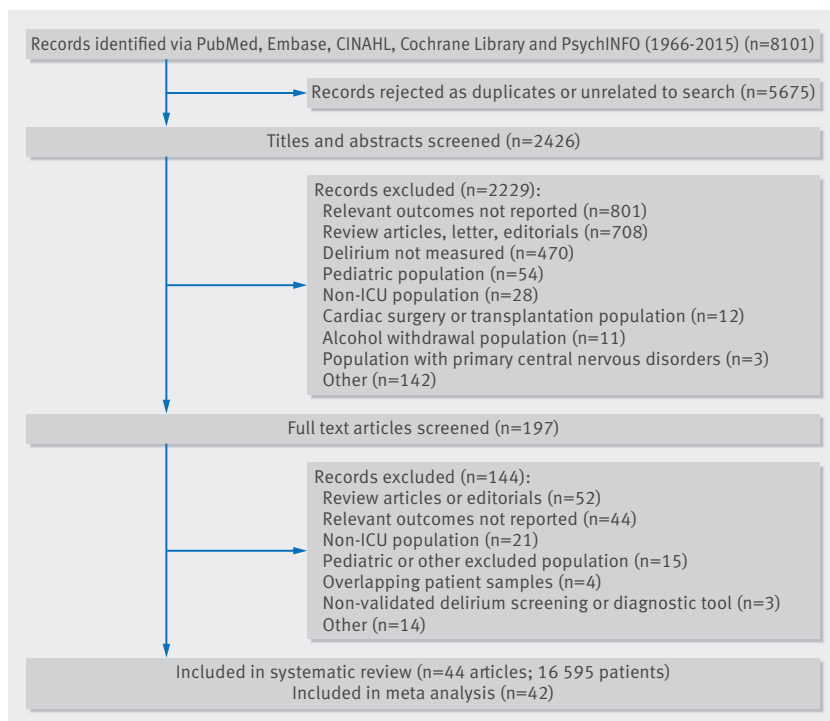 Records identified via PubMed, Embase, CINAHL, Cochrane Library and PsychINFO (1966-2015) (n=8101)
Records rejected as duplicates or unrelated to search (n=5675)
Titles and abstracts screened (n=2426)
Records excluded (n=2229):
Relevant outcomes not reported (n=801)
Review articles, letter, editorials (n=708)
Delirium not measured (n=470)
Pediatric population (n=54)
Non-ICU population (n=28)
Cardiac surgery or transplantation population (n=12)
Alcohol withdrawal population (n=11)
Population with primary central nervous disorders (n=3)
Other (n=142)
Full text articles screened (n=197)
Records excluded (n=144):
Review articles or editorials (n=52)
Relevant outcomes not reported (n=44)
Non-ICU population (n=21)
Pediatric or other excluded population (n=15)
Overlapping patient samples (n=4)
Non-validated delirium screening or diagnostic tool (n=3)
Other (n=14)
Included in systematic review (n=44 articles; 16 595 patients)
Included in meta analysis (n=42)